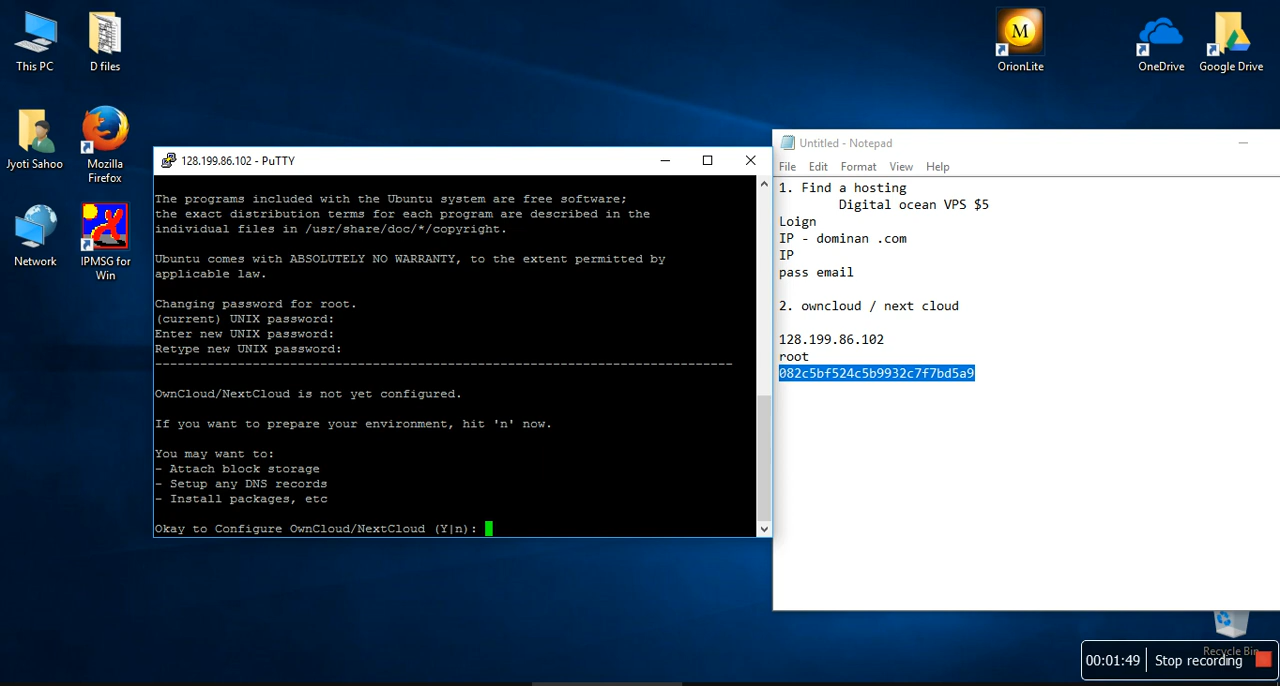 This PC
D files
OrionLite
OneDrive
Google Drive
Jyoti Sahoo
Mozilla
Firefox
Network
IPMSG for
Win
128.199.86.102 - PuTTY
The programs included with the Ubuntu system are free software;
the exact distribution terms for each program are described in the
individual files in /usr/share/doc/*/copyright.
Ubuntu comes with ABSOLUTELY NO WARRANTY, to the extent permitted by
applicable law.
Changing password for root.
(current) UNIX password:
Enter new UNIX password:
Retype new UNIX password:
--------------------------------------------------------------------------------
OwnCloud/NextCloud is not yet configured.
If you want to prepare your environment, hit 'n' now.
You may want to:
- Attach block storage
- Setup any DNS records
- Install packages, etc
Okay to Configure OwnCloud/NextCloud (Y|n):
Untitled - Notepad
File Edit Format View Help
1. Find a hosting
Digital ocean VPS $5
Loign
IP - dominan .com
IP
pass email
2. owncloud / next cloud
128.199.86.102
root
082c5bf524c5b9932c7f7bd5a9
Recycle Bin
00:01:49 Stop recording
M